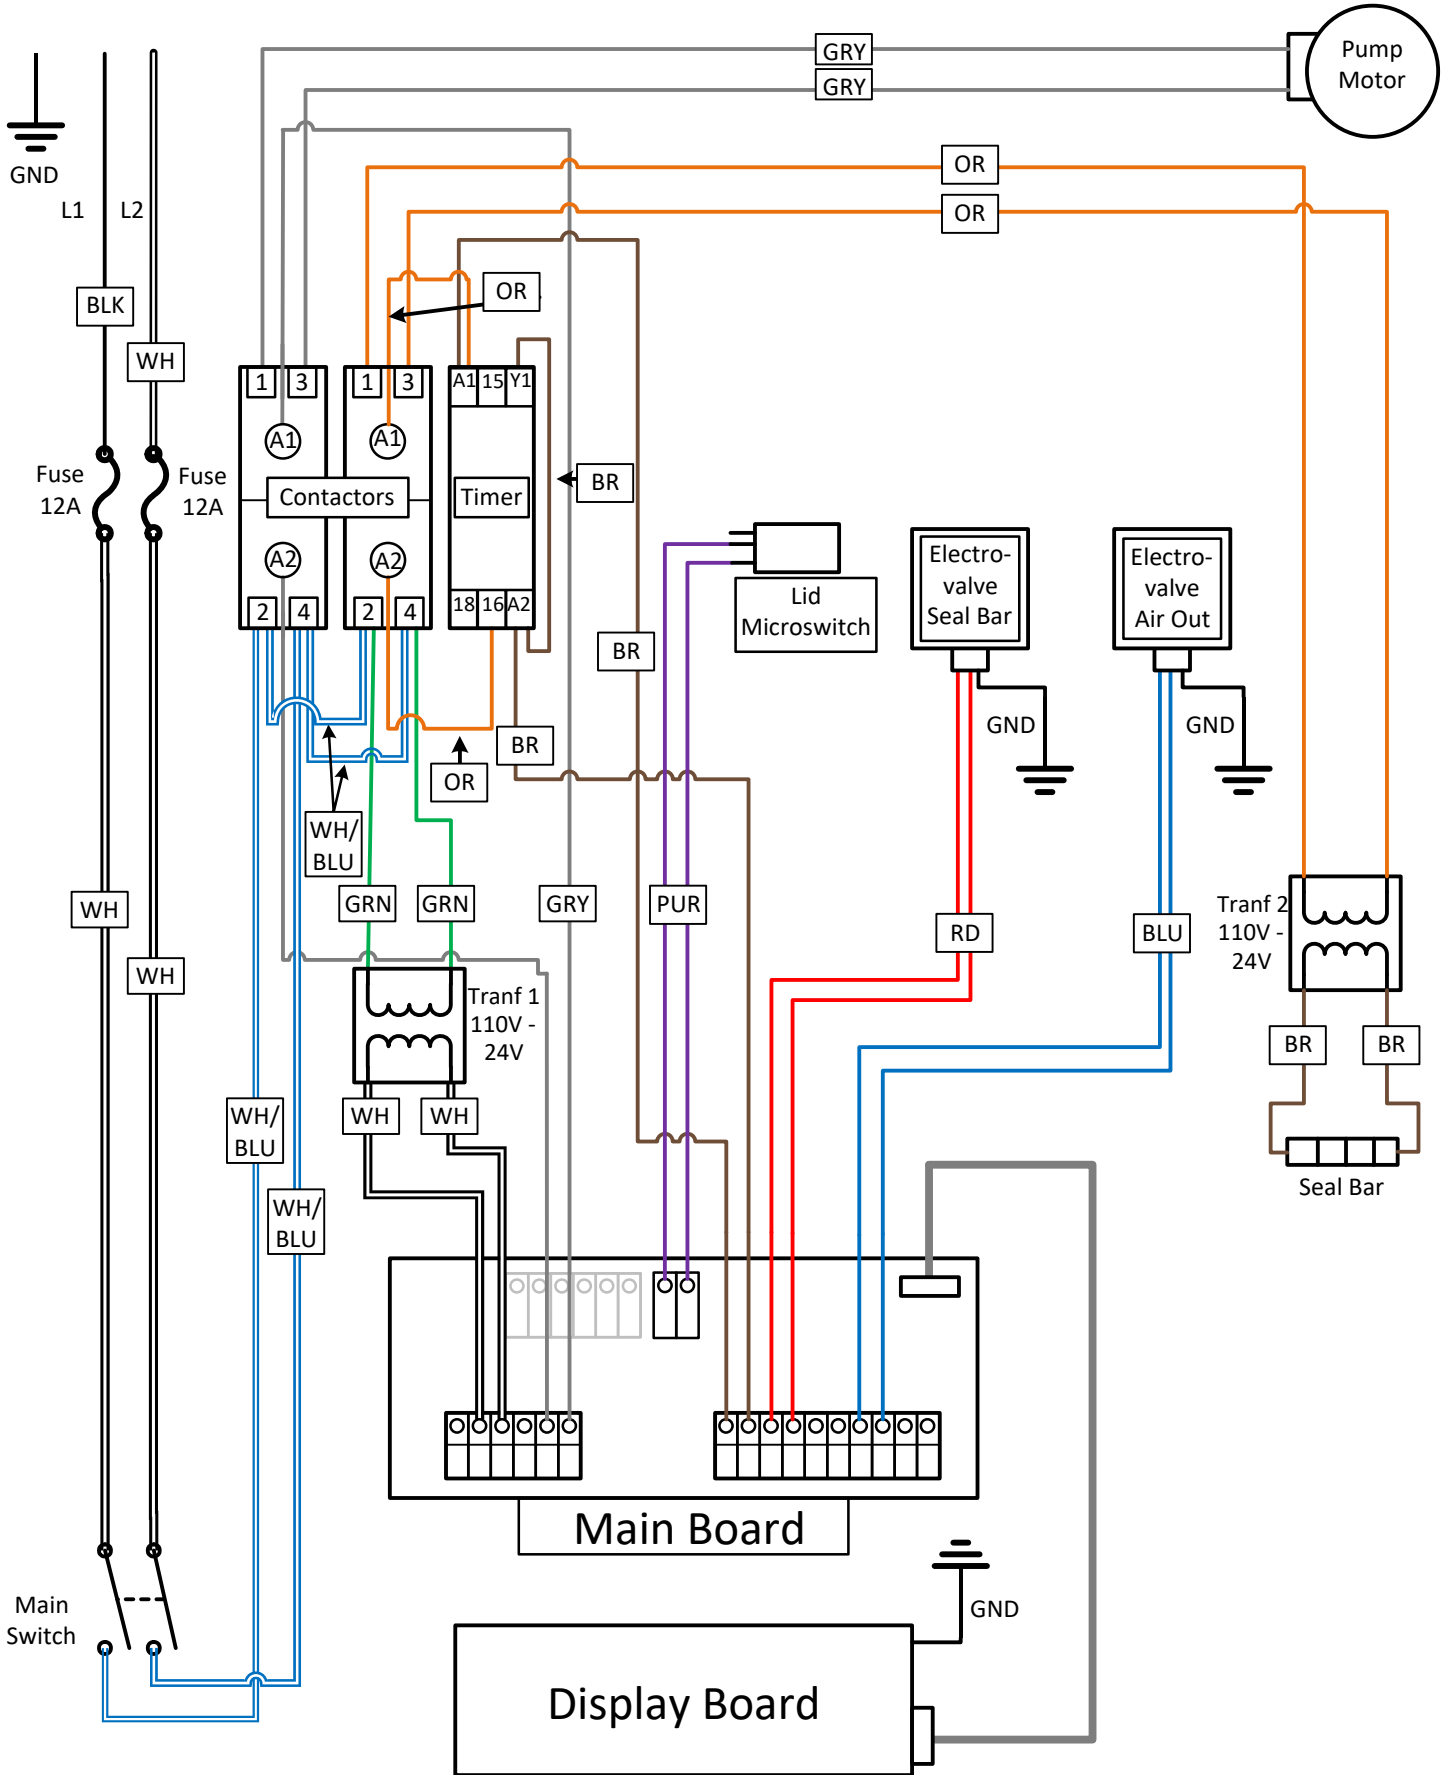 GRY
GRY
Pump
Motor
OR
OR
GND
L1
L2
BLK
WH
OR
1
3
1
3
A1
15
Y1
A1
A1
Fuse
12A
Fuse
12A
Contactors
Timer
BR
A2
A2
2
4
2
4
18
16
A2
Lid
Microswitch
Electro-
valve
Seal Bar
Electro-
valve
Air Out
BR
GND
GND
BR
OR
WH/
BLU
WH
GRN
GRN
GRY
PUR
RD
BLU
Tranf 2
110V -
24V
WH
Tranf 1
110V -
24V
BR
BR
WH/
BLU
WH
WH
Seal Bar
WH/
BLU
Main Board
Main
Switch
GND
Display Board